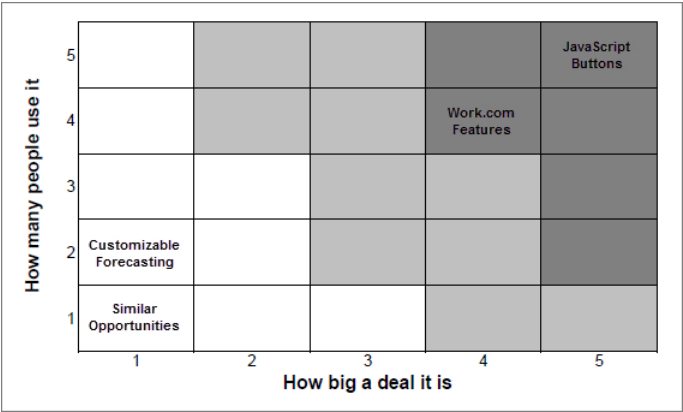 How many people use it
5
JavaScript
Buttons
4
Work.com
Features
3
2
Customizable
Forecasting
1
Similar
Opportunities
1
2
3
4
5
How big a deal it is